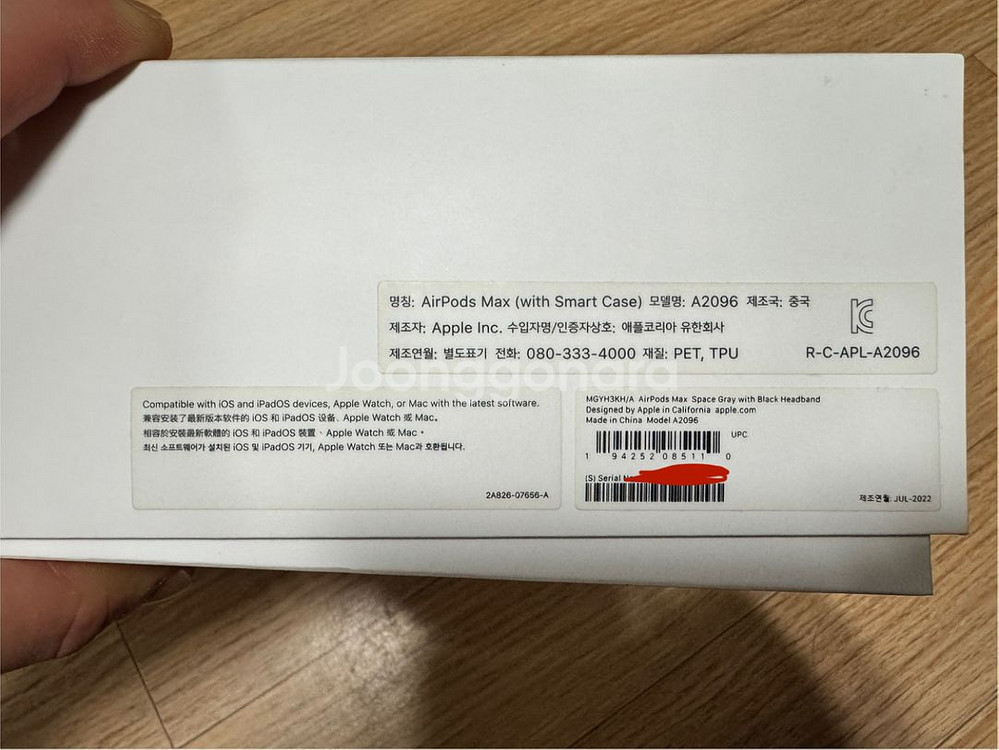 명칭: AirPods Max (with Smart Case) 모델명: A2096 제조국: 중국
제조자: Apple Inc. 수입자명/인증자상호: 애플코리아 유한회사
제조연월: 별도표기 전화: 080-333-4000 재질: PET, TPU
R-C-APL-A2096
Joonggonara
Compatible with iOS and iPadOS devices, Apple Watch, or Mac with the latest software.
兼容安装了最新版本软件的 iOS 和 iPadOS 设备、Apple Watch 或 Mac。
相容於安裝最新軟體的 iOS 和 iPadOS 裝置、Apple Watch 或 Mac。
최신 소프트웨어가 설치된 iOS 및 iPadOS 기기, Apple Watch 또는 Mac과 호환됩니다.
2A826-07656-A
MGYH3KH/A AirPods Max Space Gray with Black Headband
Designed by Apple in California apple.com
Made in China Model A2096
UPC
1 94252 08511 0
(S) Serial
제조연월: JUL-2022